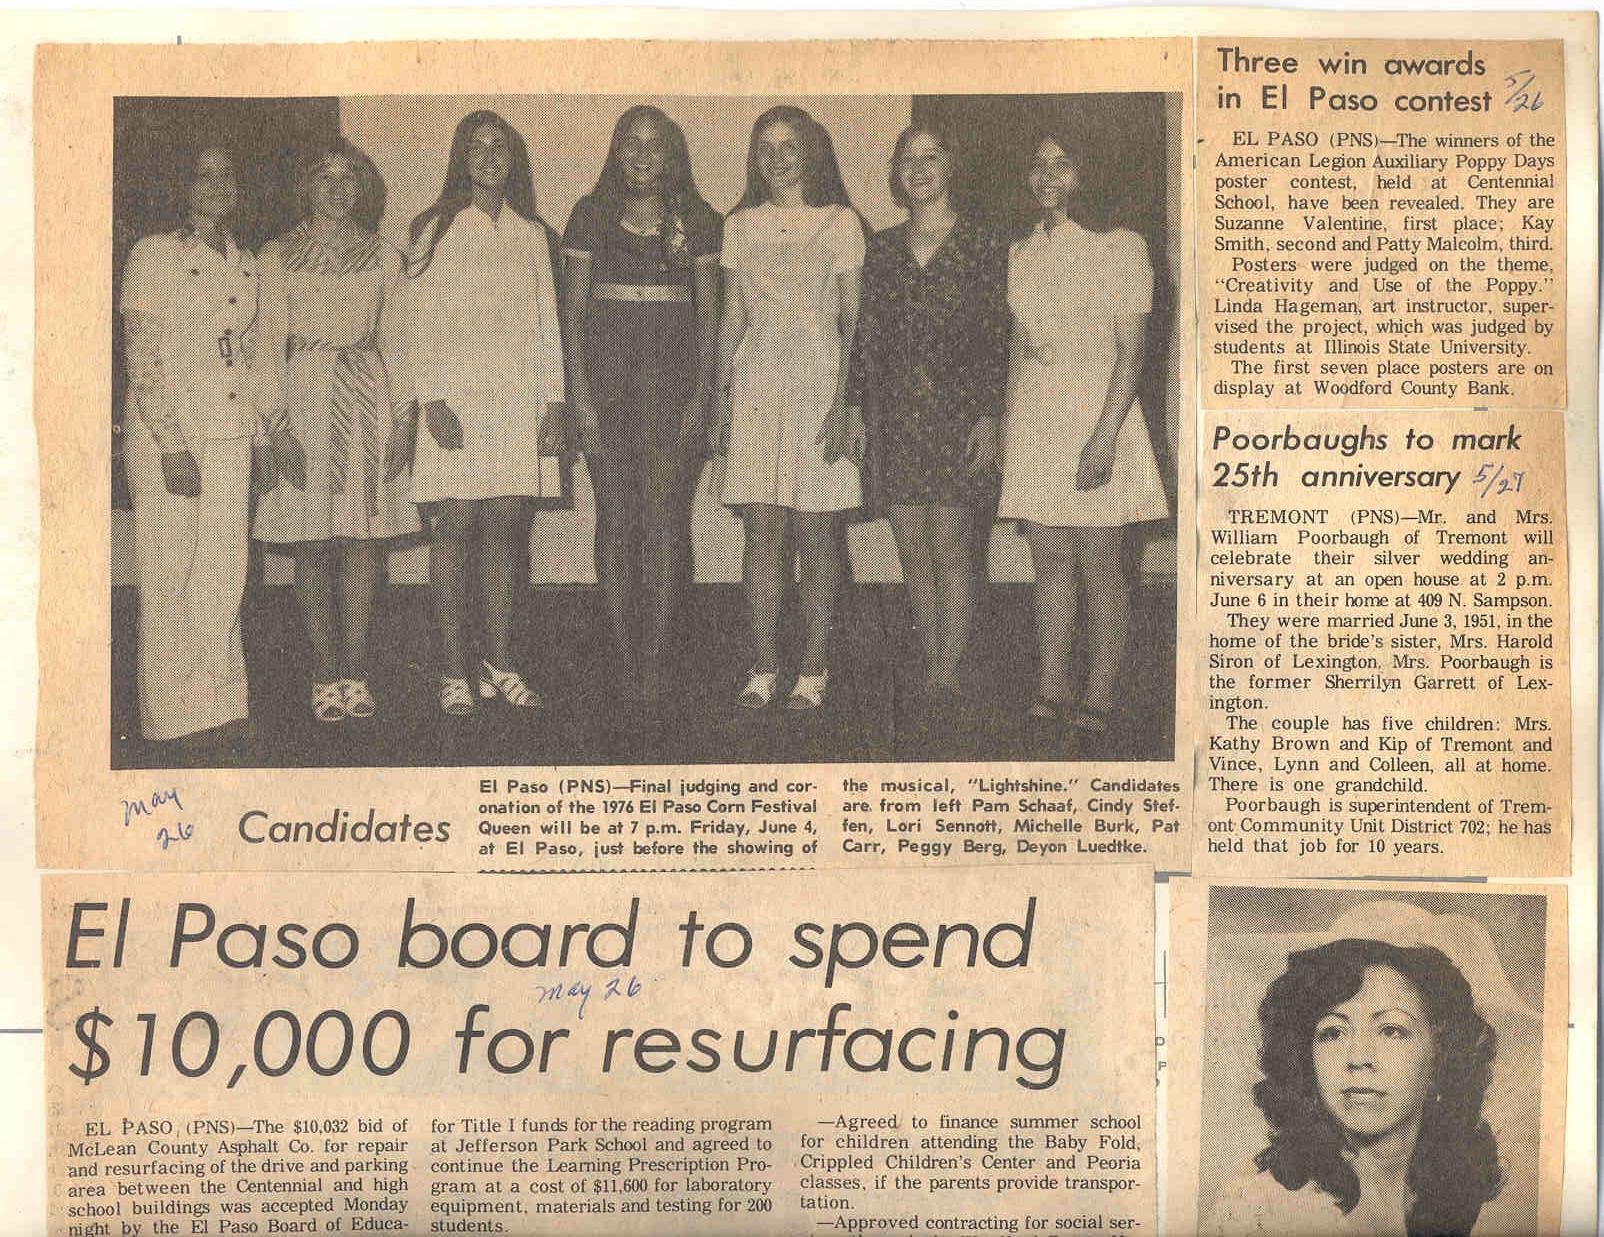 Three win awards
in El Paso contest 5/26
EL PASO (PNS)—The winners of the
American Legion Auxiliary Poppy Days
poster contest, held at Centennial
School, have been revealed. They are
Suzanne Valentine, first place; Kay
Smith, second and Patty Malcolm, third.
Posters were judged on the theme,
“Creativity and Use of the Poppy.”
Linda Hageman, art instructor, super-
vised the project, which was judged by
students at Illinois State University.
The first seven place posters are on
display at Woodford County Bank.
Poorbaughs to mark
25th anniversary 5/27
TREMONT (PNS)—Mr. and Mrs.
William Poorbaugh of Tremont will
celebrate their silver wedding an-
niversary at an open house at 2 p.m.
June 6 in their home at 409 N. Sampson.
They were married June 3, 1951, in the
home of the bride's sister, Mrs. Harold
Siron of Lexington. Mrs. Poorbaugh is
the former Sherrilyn Garrett of Lex-
ington.
The couple has five children: Mrs.
Kathy Brown and Kip of Tremont and
Vince, Lynn and Colleen, all at home.
There is one grandchild.
Poorbaugh is superintendent of Trem-
ont Community Unit District 702; he has
held that job for 10 years.
May
26
Candidates
El Paso (PNS)—Final judging and cor-
onation of the 1976 El Paso Corn Festival
Queen will be at 7 p.m. Friday, June 4,
at El Paso, just before the showing of
the musical, “Lightshine.” Candidates
are from left Pam Schaaf, Cindy Stef-
fen, Lori Sennott, Michelle Burk, Pat
Carr, Peggy Berg, Deyon Luedtke.
El Paso board to spend
May 26
$10,000 for resurfacing
EL PASO (PNS)—The $10,032 bid of
McLean County Asphalt Co. for repair
and resurfacing of the drive and parking
area between the Centennial and high
school buildings was accepted Monday
night by the El Paso Board of Educa-
for Title I funds for the reading program
at Jefferson Park School and agreed to
continue the Learning Prescription Pro-
gram at a cost of $11,600 for laboratory
equipment, materials and testing for 200
students.
—Agreed to finance summer school
for children attending the Baby Fold,
Crippled Children's Center and Peoria
classes, if the parents provide transpor-
tation.
—Approved contracting for social ser-